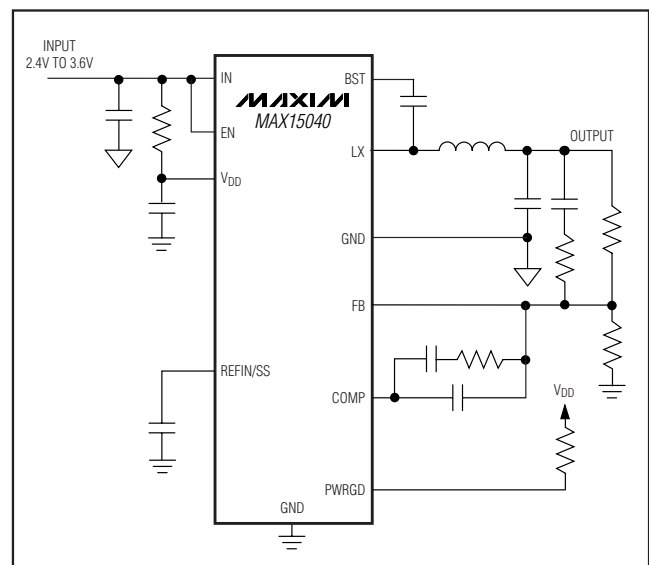 INPUT
2.4V TO 3.6V
IN
BST
MAXIM
MAX15040
EN
OUTPUT
LX
VDD
GND
FB
REFIN/SS
COMP
VDD
PWRGD
GND